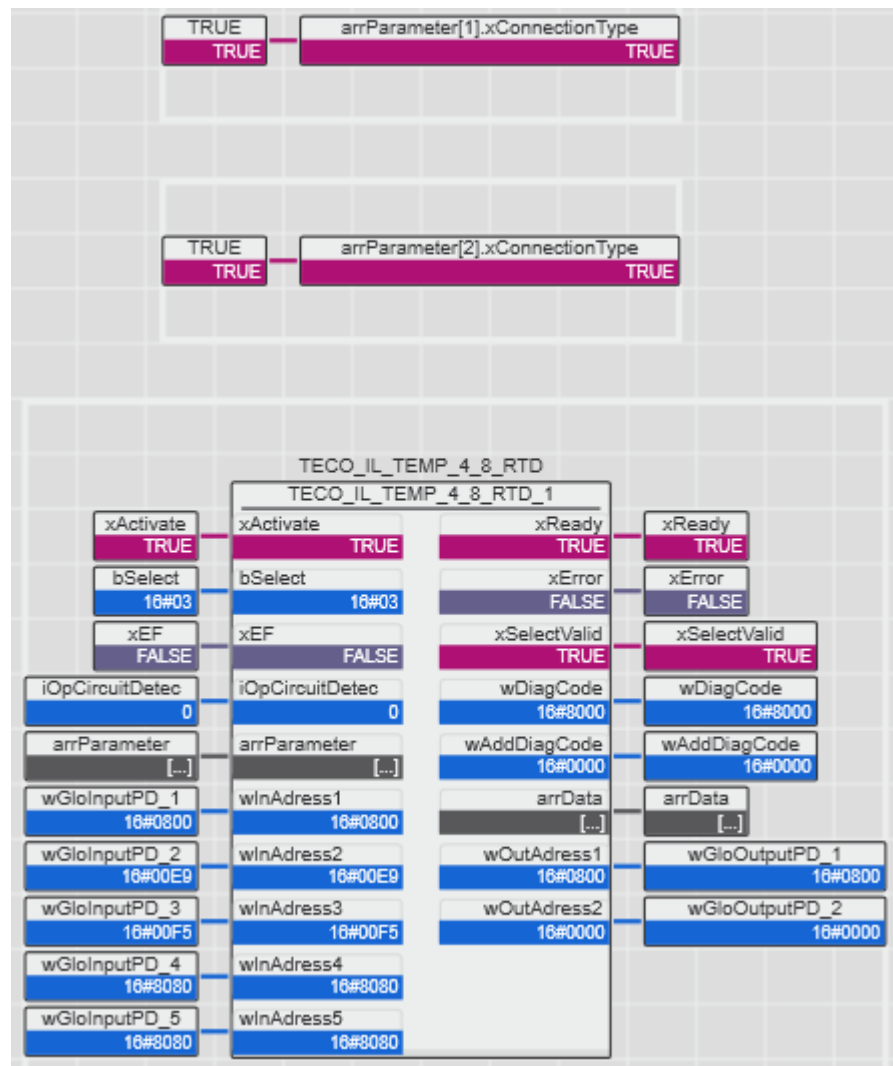 TRUE arrParameter[1].xConnectionType
TRUE TRUE
TRUE arrParameter[2].xConnectionType
TRUE TRUE
TECO_IL_TEMP_4_8_RTD
TECO_IL_TEMP_4_8_RTD_1
xActivate xActivate xReady xReady
TRUE TRUE TRUE TRUE
bSelect bSelect xError xError
16#03 16#03 FALSE FALSE
xEF xEF xSelectValid xSelectValid
FALSE FALSE TRUE TRUE
iOpCircuitDetec iOpCircuitDetec wDiagCode wDiagCode
0 0 16#8000 16#8000
arrParameter arrParameter wAddDiagCode wAddDiagCode
[...] [...] 16#0000 16#0000
wGloInputPD_1 wInAdress1 arrData arrData
16#0800 16#0800 [...] [...]
wGloInputPD_2 wInAdress2 wOutAdress1 wGloOutputPD_1
16#00E9 16#00E9 16#0800 16#0800
wGloInputPD_3 wInAdress3 wOutAdress2 wGloOutputPD_2
16#00F5 16#00F5 16#0000 16#0000
wGloInputPD_4 wInAdress4
16#8080 16#8080
wGloInputPD_5 wInAdress5
16#8080 16#8080